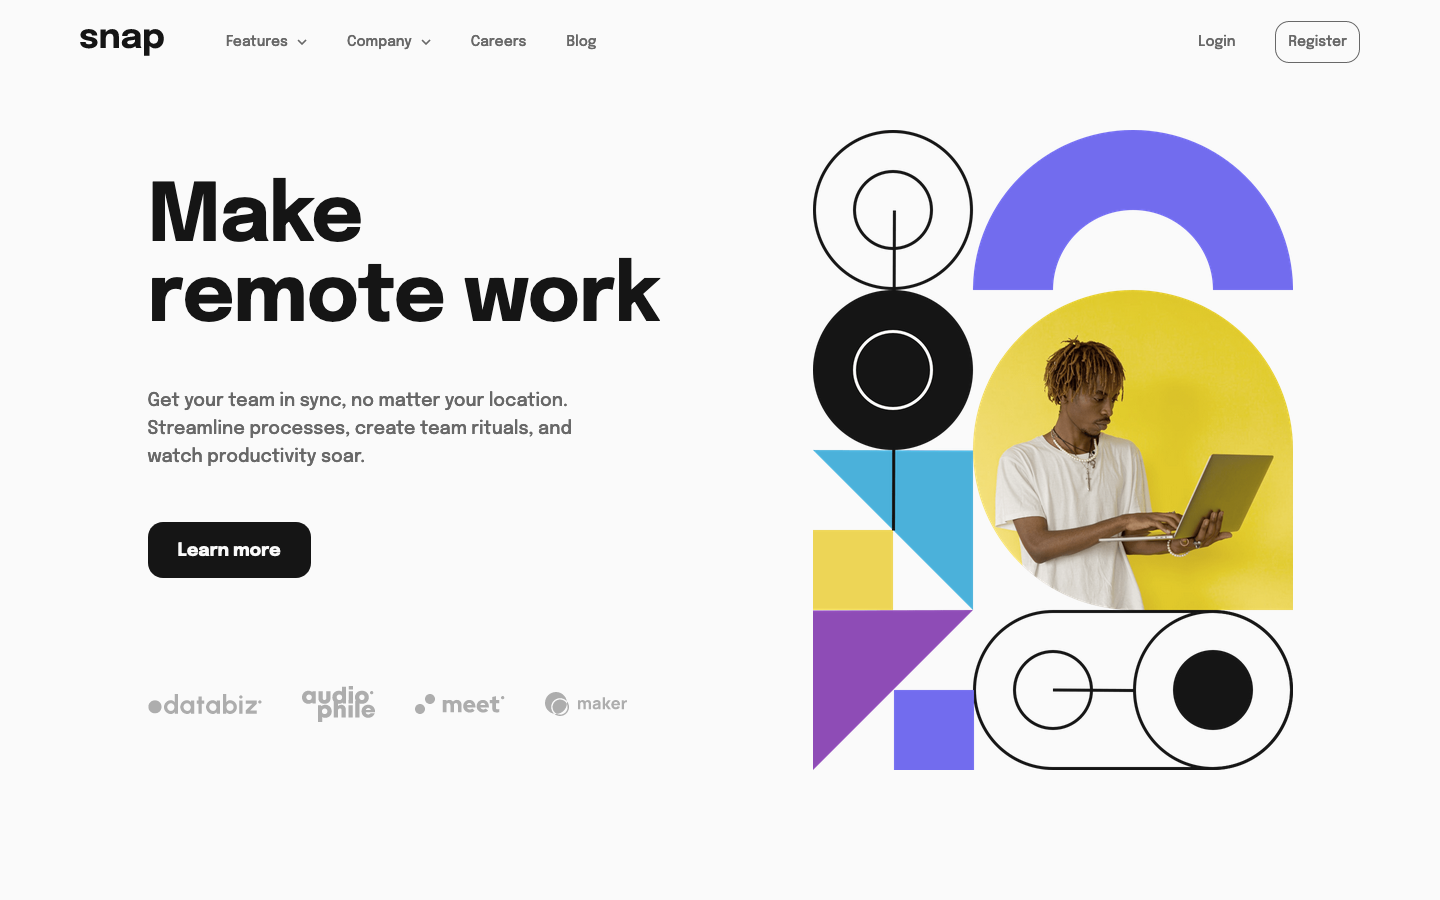 snap
Features
Company
Careers
Blog
Login
Register
Make
remote work
Get your team in sync, no matter your location.
Streamline processes, create team rituals, and
watch productivity soar.
Learn more
databiz
audio
phile
meet
maker